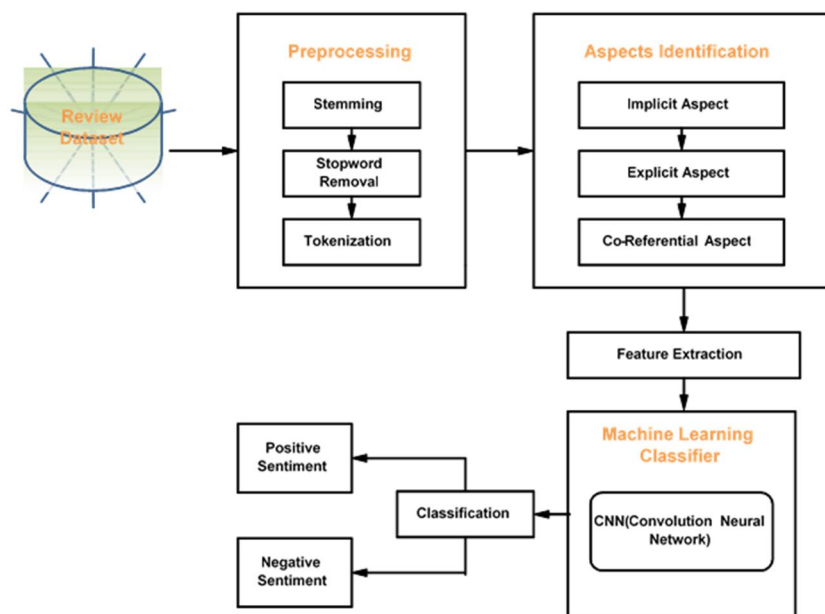 Review
Dataset
Preprocessing
Stemming
Stopword
Removal
Tokenization
Aspects Identification
Implicit Aspect
Explicit Aspect
Co-Referential Aspect
Feature Extraction
Machine Learning
Classifier
CNN(Convolution Neural
Network)
Classification
Positive
Sentiment
Negative
Sentiment